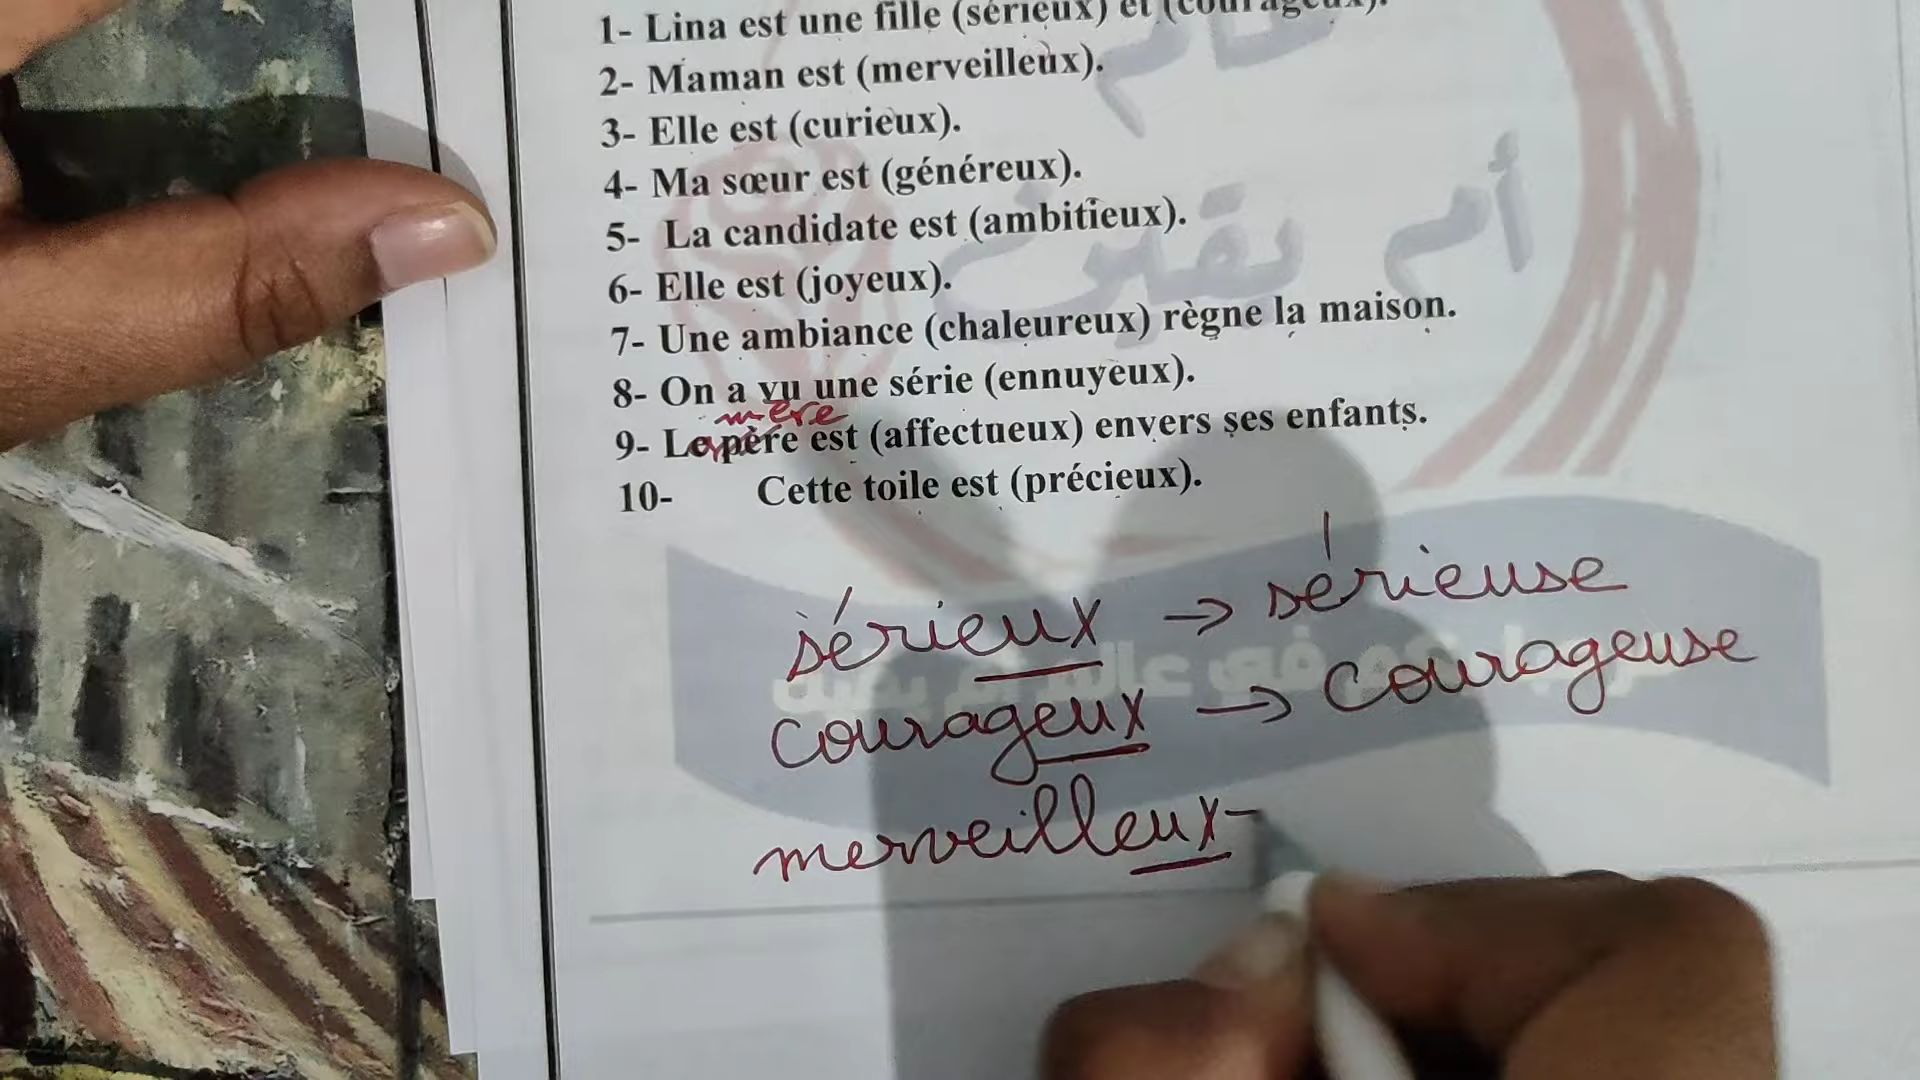 1- Lina est une fille (sérieux) et (courageux).
2- Maman est (merveilleux).
3- Elle est (curieux).
4- Ma sœur est (généreux).
5- La candidate est (ambitieux).
6- Elle est (joyeux).
7- Une ambiance (chaleureux) règne la maison.
8- On a vu une série (ennuyeux).
mère
9- Le père est (affectueux) envers ses enfants.
10- Cette toile est (précieux).
أم يقين
sérieux → sérieuse
courageux → courageuse
merveilleux-